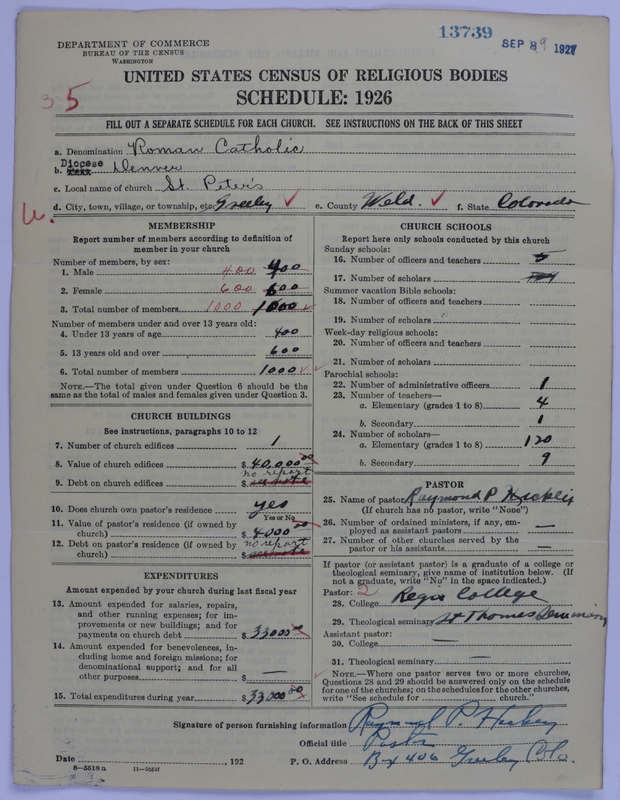 13739
SEP 9 1927
DEPARTMENT OF COMMERCE
BUREAU OF THE CENSUS
WASHINGTON
UNITED STATES CENSUS OF RELIGIOUS BODIES
SCHEDULE: 1926
35
FILL OUT A SEPARATE SCHEDULE FOR EACH CHURCH. SEE INSTRUCTIONS ON THE BACK OF THIS SHEET
a. Denomination Roman Catholic
b. Diocese Denver
c. Local name of church St. Peter's
d. City, town, village, or township, etc. Greeley ✓ e. County Weld. ✓ f. State Colorado
MEMBERSHIP
Report number of members according to definition of
member in your church
Number of members, by sex:
1. Male 400 400
2. Female 600 600
3. Total number of members 1000 1000
Number of members under and over 13 years old:
4. Under 13 years of age 400
5. 13 years old and over 600
6. Total number of members 1000
NOTE.—The total given under Question 6 should be the
same as the total of males and females given under Question 3.
CHURCH BUILDINGS
See instructions, paragraphs 10 to 12
7. Number of church edifices 1
8. Value of church edifices $40,000.00
no report
9. Debt on church edifices $
10. Does church own pastor's residence yes
Yes or No
11. Value of pastor's residence (if owned by
church) $4000.00
12. Debt on pastor's residence (if owned by no report
church) $
EXPENDITURES
Amount expended by your church during last fiscal year
13. Amount expended for salaries, repairs,
and other running expenses; for im-
provements or new buildings; and for
payments on church debt $33000.00
14. Amount expended for benevolences, in-
cluding home and foreign missions; for
denominational support; and for all
other purposes $ —
15. Total expenditures during year $33000.00
CHURCH SCHOOLS
Report here only schools conducted by this church
Sunday schools:
16. Number of officers and teachers 5
17. Number of scholars
Summer vacation Bible schools:
18. Number of officers and teachers
19. Number of scholars
Week-day religious schools:
20. Number of officers and teachers
21. Number of scholars
Parochial schools:
22. Number of administrative officers 1
23. Number of teachers—
a. Elementary (grades 1 to 8) 4
b. Secondary 1
24. Number of scholars—
a. Elementary (grades 1 to 8) 120
b. Secondary 9
PASTOR
25. Name of pastor Raymond P. Hickey
(If church has no pastor, write "None")
26. Number of ordained ministers, if any, em-
ployed as assistant pastors —
27. Number of other churches served by the
pastor or his assistants —
If pastor (or assistant pastor) is a graduate of a college or
theological seminary, give name of institution below. (If
not a graduate, write "No" in the space indicated.)
Pastor: 2
28. College Regis College
29. Theological seminary St Thomas Seminary
Assistant pastor:
30. College —
31. Theological seminary —
NOTE.—Where one pastor serves two or more churches,
Questions 28 and 29 should be answered only on the schedule
for one of the churches; on the schedules for the other churches,
write "See schedule for church."
Signature of person furnishing information Raymond P Hickey
Official title Pastor
Date , 192 P. O. Address Box 406 Greeley Colo.
8—5518 a 11—9254f